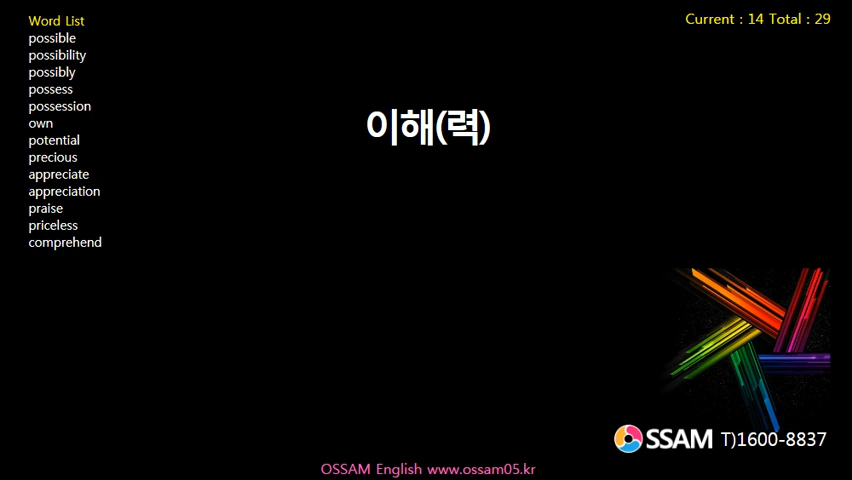 Word List
possible
possibility
possibly
possess
possession
own
potential
precious
appreciate
appreciation
praise
priceless
comprehend
Current : 14 Total : 29
이해(력)
OSSAM T)1600-8837
OSSAM English www.ossam05.kr